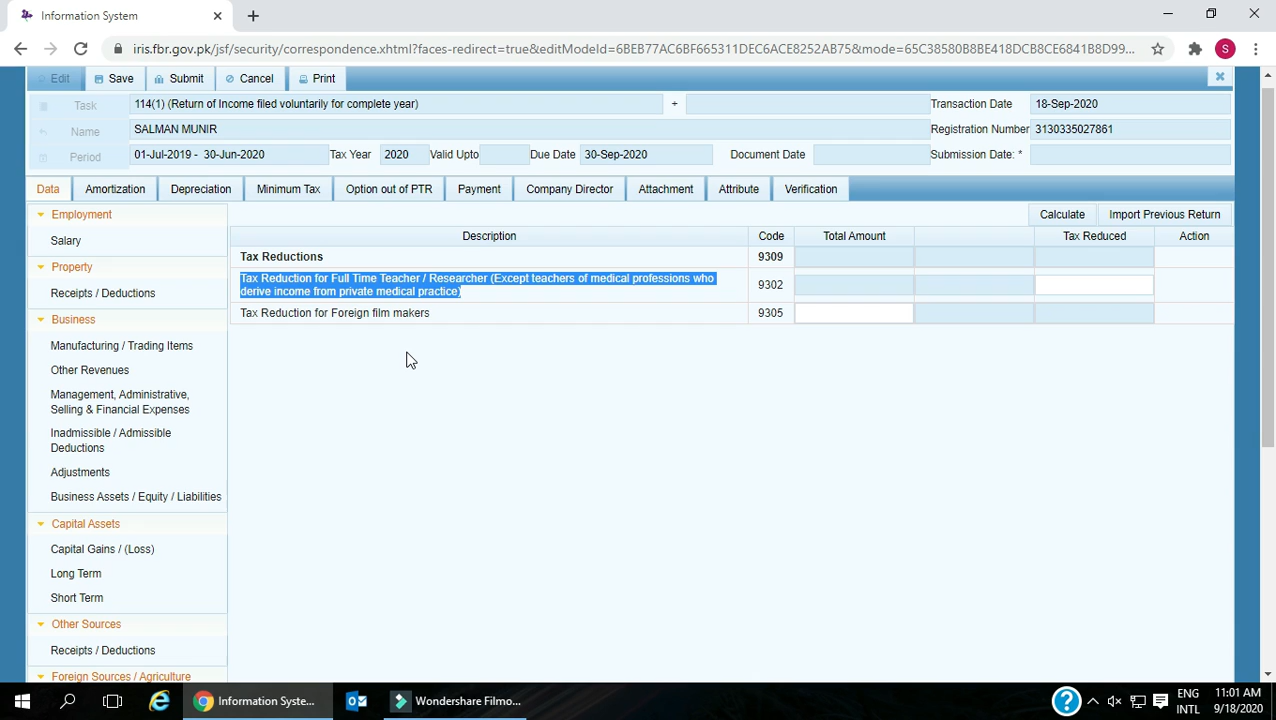 Information System
iris.fbr.gov.pk/jsf/security/correspondence.xhtml?faces-redirect=true&editModeId=6BEB77AC6BF665311DEC6ACE8252AB75&mode=65C3858B8BE418DCB8CE6841B8D99...
S
Edit Save Submit Cancel Print
Task 114(1) (Return of Income filed voluntarily for complete year) + Transaction Date 18-Sep-2020
Name SALMAN MUNIR Registration Number 3130335027861
Period 01-Jul-2019 - 30-Jun-2020 Tax Year 2020 Valid Upto Due Date 30-Sep-2020 Document Date Submission Date: *
Data Amortization Depreciation Minimum Tax Option out of PTR Payment Company Director Attachment Attribute Verification
Employment
Salary
Property
Receipts / Deductions
Business
Manufacturing / Trading Items
Other Revenues
Management, Administrative,
Selling & Financial Expenses
Inadmissible / Admissible
Deductions
Adjustments
Business Assets / Equity / Liabilities
Capital Assets
Capital Gains / (Loss)
Long Term
Short Term
Other Sources
Receipts / Deductions
Foreign Sources / Agriculture
Calculate Import Previous Return
Description Code Total Amount Tax Reduced Action
Tax Reductions 9309
Tax Reduction for Full Time Teacher / Researcher (Except teachers of medical professions who
derive income from private medical practice) 9302
Tax Reduction for Foreign film makers 9305
Information Syste... Wondershare Filmo...
ENG 11:01 AM
INTL 9/18/2020